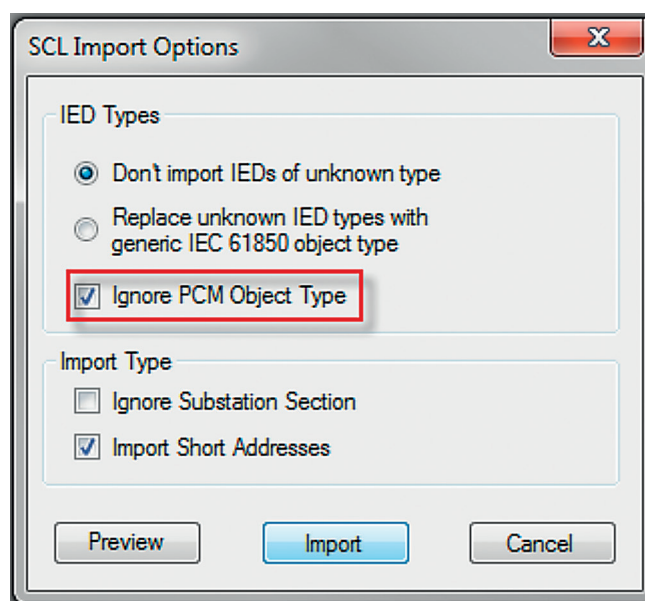 SCL Import Options
IED Types
Don't import IEDs of unknown type
Replace unknown IED types with
generic IEC 61850 object type
Ignore PCM Object Type
Import Type
Ignore Substation Section
Import Short Addresses
Preview
Import
Cancel